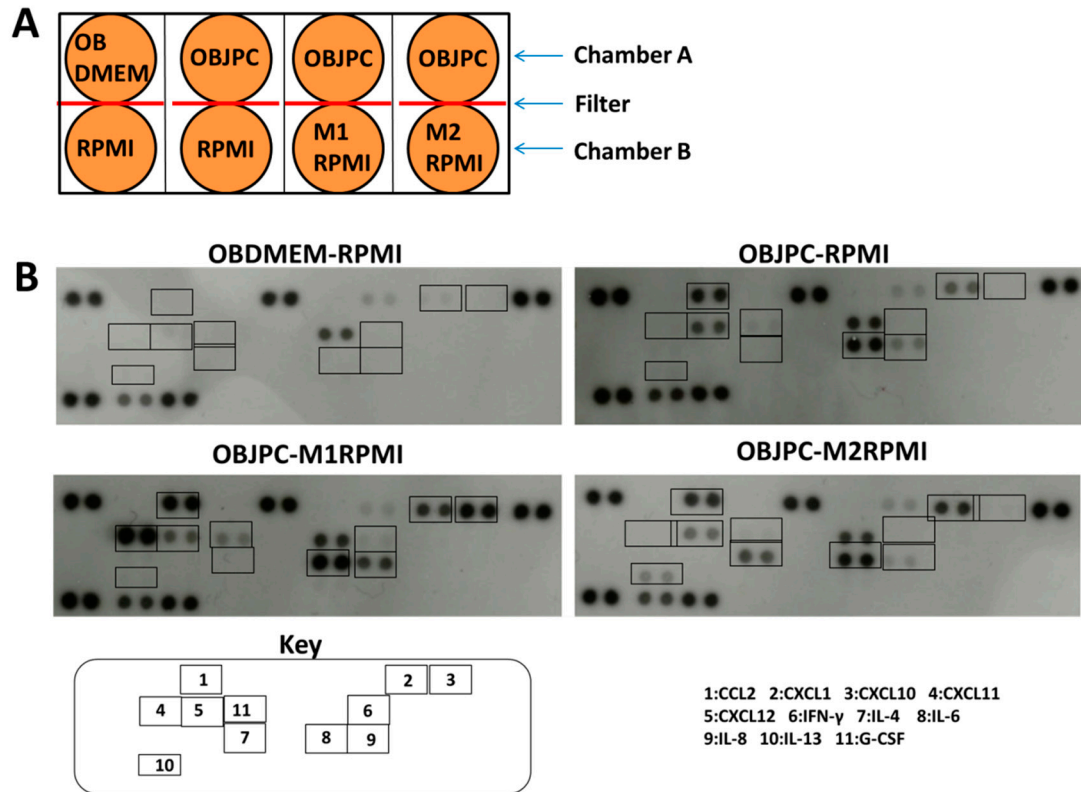 A
OB
DMEM
OBJPC
OBJPC
OBJPC
Chamber A
Filter
RPMI
RPMI
M1
RPMI
M2
RPMI
Chamber B
B
OBDMEM-RPMI
OBJPC-RPMI
OBJPC-M1RPMI
OBJPC-M2RPMI
Key
1
2
3
4
5
11
6
7
8
9
10
1:CCL2 2:CXCL1 3:CXCL10 4:CXCL11
5:CXCL12 6:IFN-γ 7:IL-4 8:IL-6
9:IL-8 10:IL-13 11:G-CSF